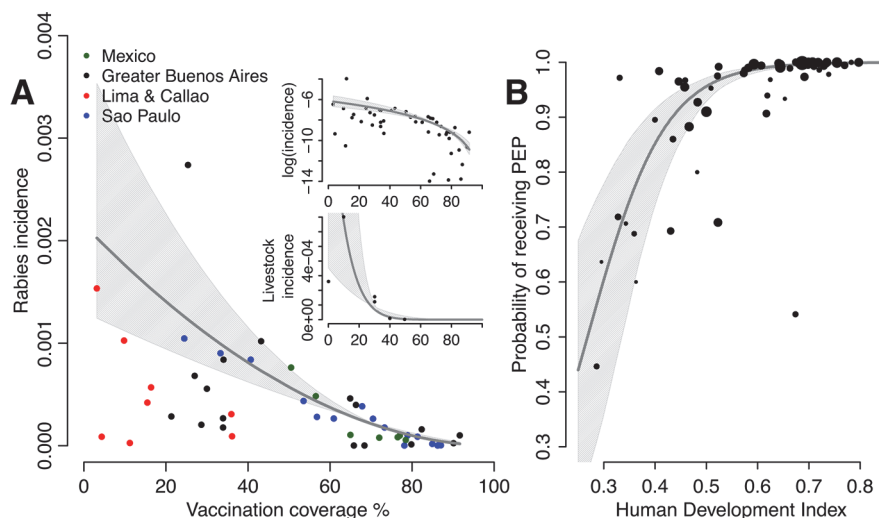 A
Mexico
Greater Buenos Aires
Lima & Callao
Sao Paulo
Rabies incidence
0.004
0.003
0.002
0.001
0.000
0 20 40 60 80 100
Vaccination coverage %
log(incidence)
−6
−10
−14
0 20 40 60 80
Livestock
incidence
4e−04
0e+00
0 20 40 60 80
B
Probability of receiving PEP
1.0
0.9
0.8
0.7
0.6
0.5
0.4
0.3
1.0
0.3 0.4 0.5 0.6 0.7 0.8
Human Development Index